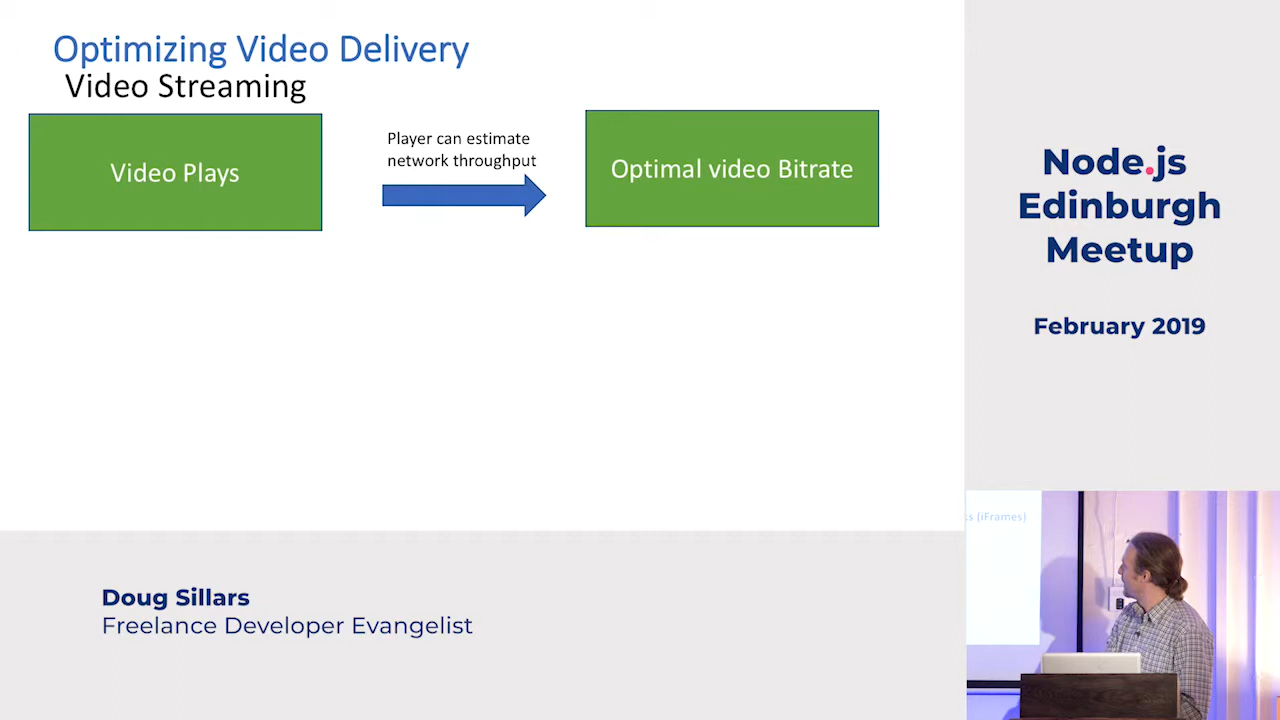 Optimizing Video Delivery
Video Streaming
Video Plays
Player can estimate
network throughput
Optimal video Bitrate
Node.js
Edinburgh
Meetup
February 2019
(iFrames)
Doug Sillars
Freelance Developer Evangelist